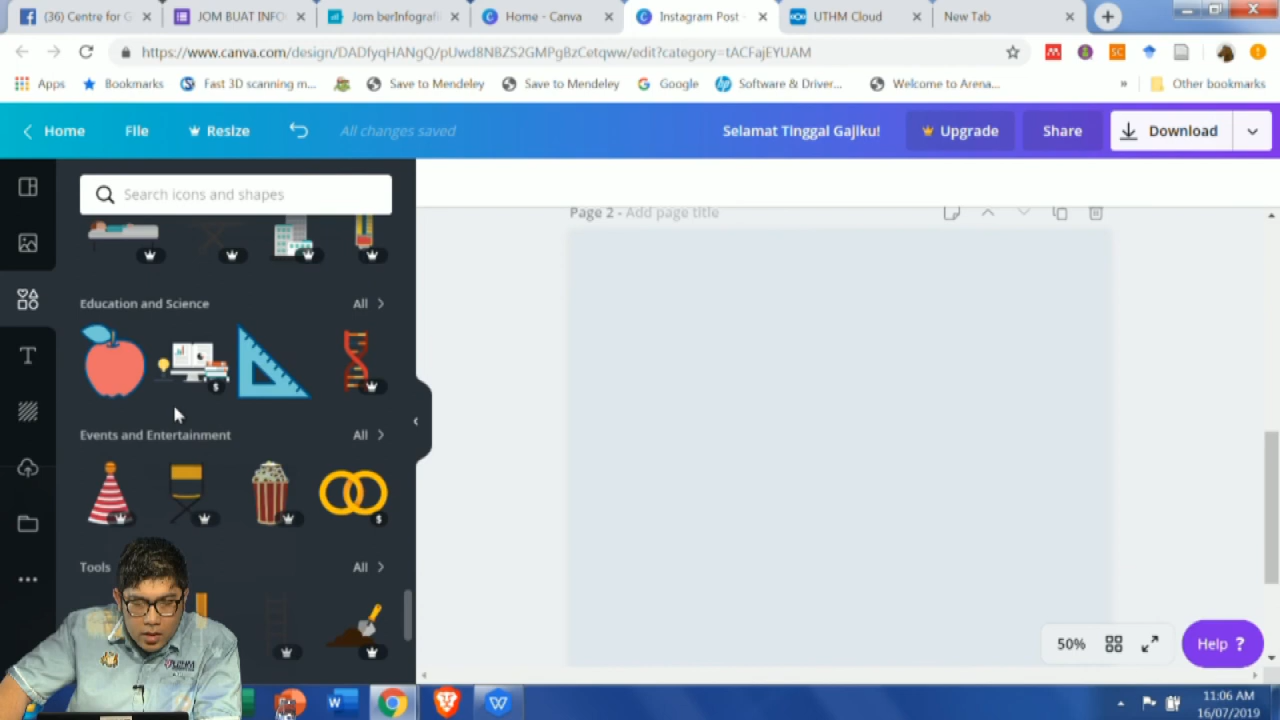 (36) Centre for G
JOM BUAT INFO
Jom berInfografi
Home - Canva
Instagram Post -
UTHM Cloud
New Tab
https://www.canva.com/design/DADfyqHANgQ/pUwd8NBZS2GMPgBzCetqww/edit?category=tACFajEYUAM
SC
Apps
Bookmarks
Fast 3D scanning m...
Save to Mendeley
Save to Mendeley
Google
Software & Driver...
Welcome to Arena...
»
Other bookmarks
Home
File
Resize
All changes saved
Selamat Tinggal Gajiku!
Upgrade
Share
Download
Search icons and shapes
Page 2 - Add page title
Education and Science
All
$
Events and Entertainment
All
$
Tools
All
50%
Help ?
11:06 AM
16/07/2019